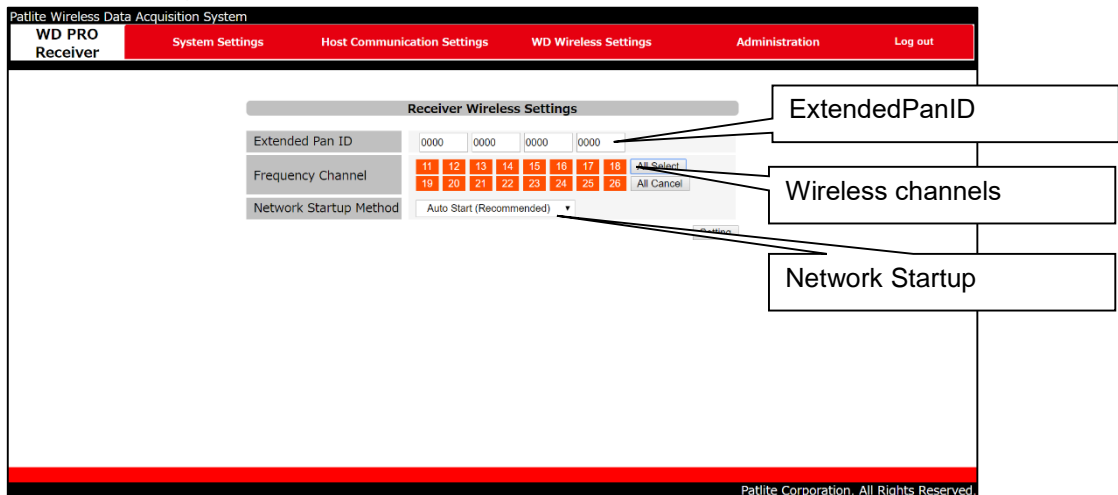 Patlite Wireless Data Acquisition System
WD PRO Receiver
System Settings
Host Communication Settings
WD Wireless Settings
Administration
Log out
Receiver Wireless Settings
ExtendedPanID
Extended Pan ID
0000 0000 0000 0000
Frequency Channel
11 12 13 14 15 16 17 18 All Select
19 20 21 22 23 24 25 26 All Cancel
Wireless channels
Network Startup Method
Auto Start (Recommended)
Setting
Network Startup
Patlite Corporation. All Rights Reserved.